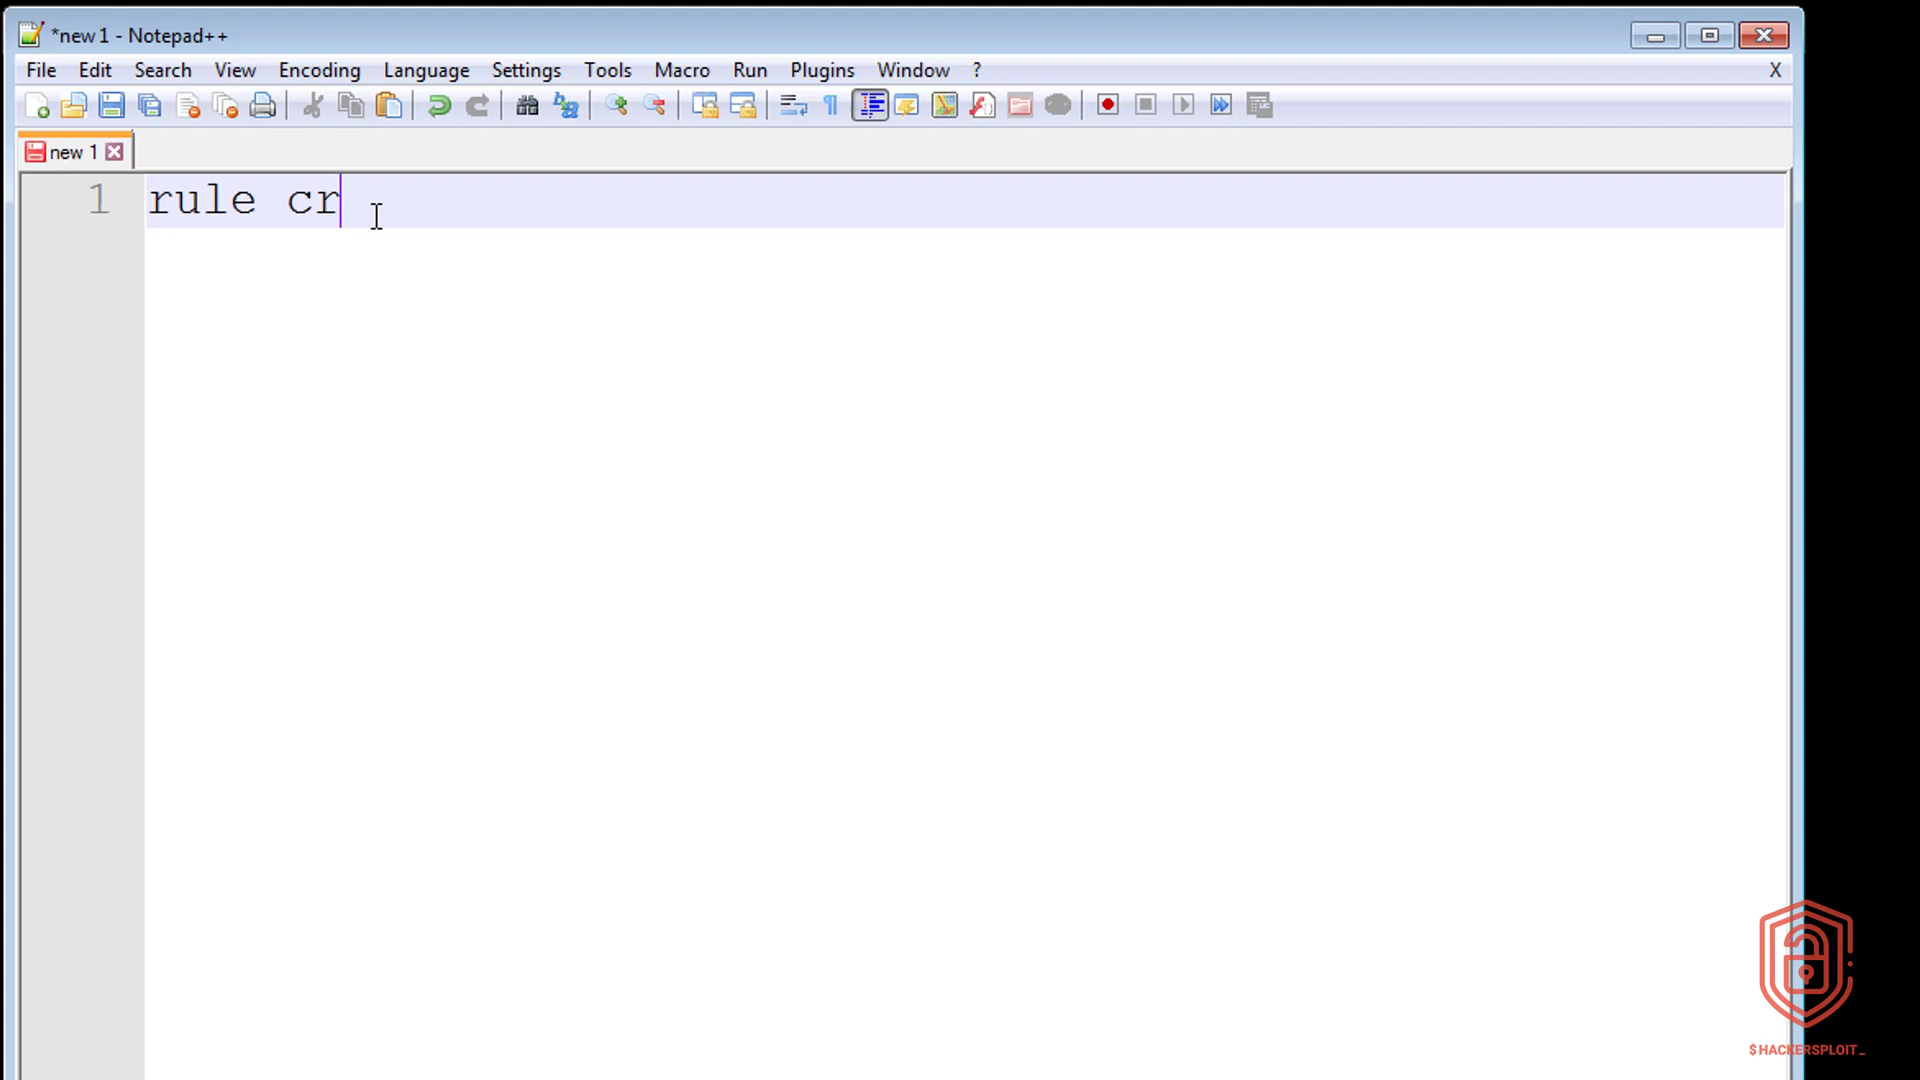 *new 1 - Notepad++
File Edit Search View Encoding Language Settings Tools Macro Run Plugins Window ? X
new 1
1 rule cr
$HACKERSPLOIT_